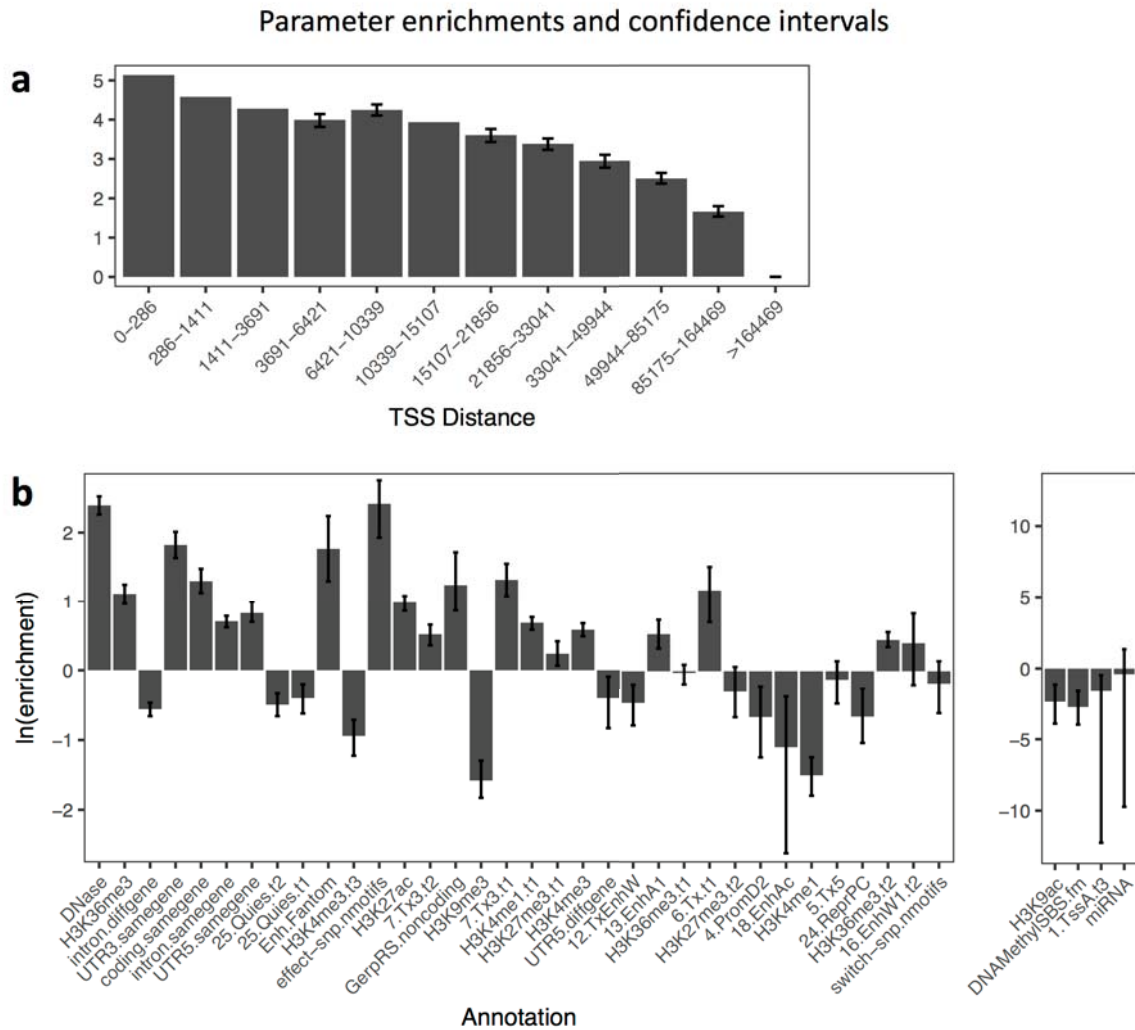 Parameter enrichments and confidence intervals
a
5
4
3
2
1
0
0−286
286−1411
1411−3691
3691−6421
6421−10339
10339−15107
15107−21856
21856−33041
33041−49944
49944−85175
85175−164469
>164469
TSS Distance
b
ln(enrichment)
2
1
0
−1
−2
DNase
H3K36me3
intron.diffgene
UTR3.samegene
coding.samegene
intron.samegene
UTR5.samegene
25.Quies.t2
25.Quies.t1
Enh.Fantom
H3K4me3.t3
effect−snp.nmotifs
H3K27ac
7.Tx3.t2
GerpRS.noncoding
H3K9me3
7.Tx3.t1
H3K4me1.t1
H3K27me3.t1
H3K4me3
UTR5.diffgene
12.TxEnhW
13.EnhA1
H3K36me3.t1
6.Tx.t1
H3K27me3.t2
4.PromD2
18.EnhAc
H3K4me1
5.Tx5
24.ReprPC
H3K36me3.t2
16.EnhW1.t2
switch−snp.nmotifs
Annotation
10
5
0
−5
−10
H3K9ac
DNAMethylSBS.fm
1.TssA.t3
miRNA